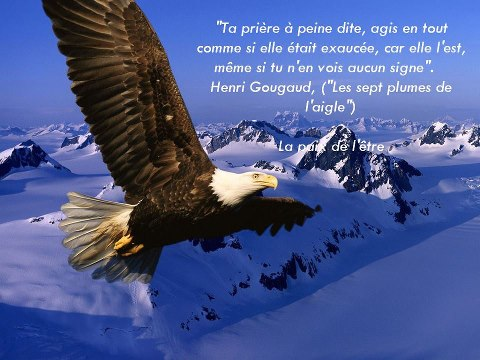 "Ta prière à peine dite, agis en tout
comme si elle était exaucée, car elle l'est,
même si tu n'en vois aucun signe".
Henri Gougaud, ("Les sept plumes de
l'aigle")
La paix de l'être